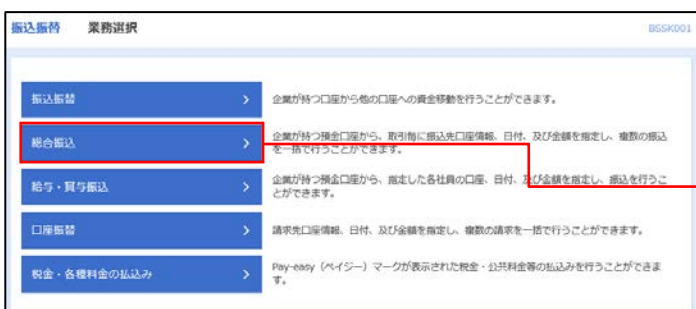 振込振替 業務選択 BSSK001
振込振替 > 企業が持つ口座から他の口座への資金移動を行うことができます。
総合振込 > 企業が持つ預金口座から、取引毎に振込先口座情報、日付、及び金額を指定し、複数の振込
を一括で行うことができます。
給与・賞与振込 > 企業が持つ預金口座から、指定した各社員の口座、日付、及び金額を指定し、振込を行うこ
とができます。
口座振替 > 請求先口座情報、日付、及び金額を指定し、複数の請求を一括で行うことができます。
税金・各種料金の払込み > Pay-easy（ペイジー）マークが表示された税金・公共料金等の払込みを行うことができま
す。